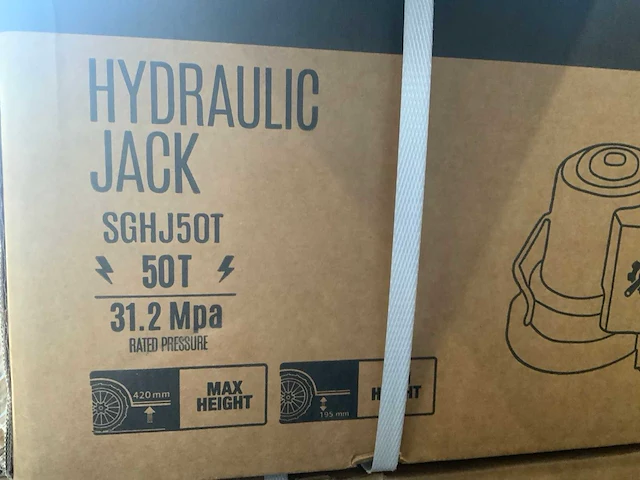 HYDRAULIC
JACK
SGHJ50T
50T
31.2 Mpa
RATED PRESSURE
420mm
MAX
HEIGHT
195 mm